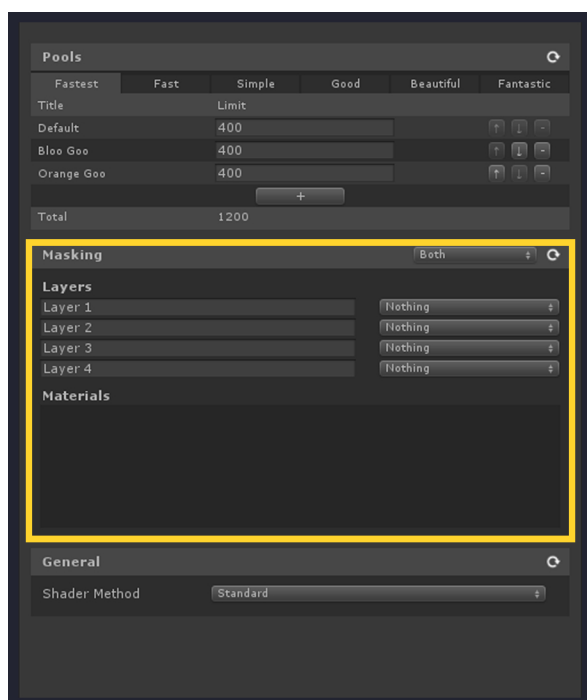 Pools
Fastest Fast Simple Good Beautiful Fantastic
Title Limit
Default 400
Bloo Goo 400
Orange Goo 400
+
Total 1200
Masking Both
Layers
Layer 1 Nothing
Layer 2 Nothing
Layer 3 Nothing
Layer 4 Nothing
Materials
General
Shader Method Standard